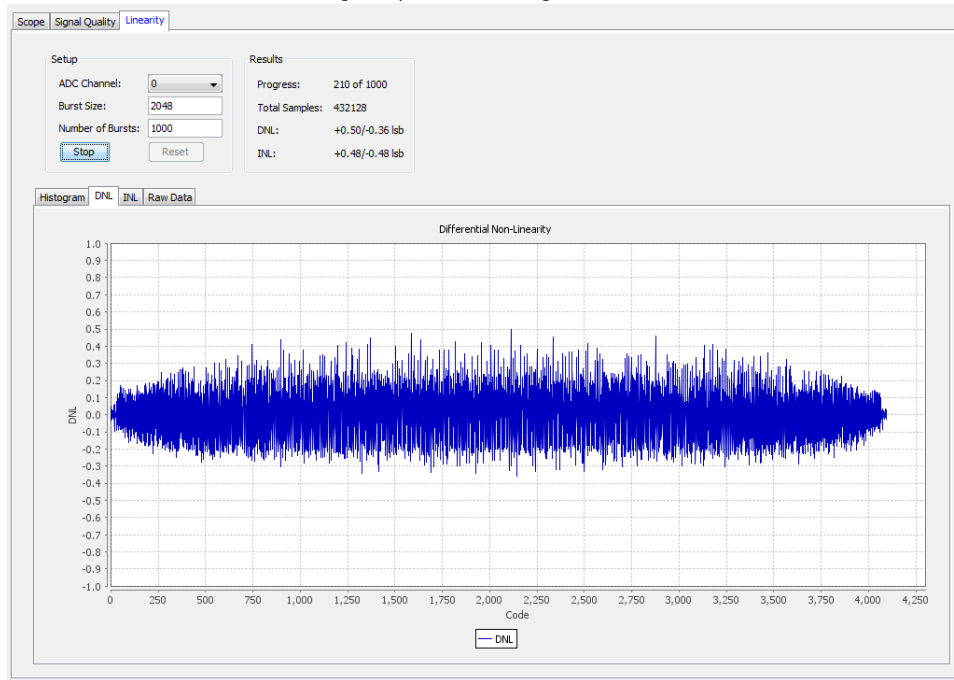 Scope Signal Quality Linearity
Setup
ADC Channel: 0
Burst Size: 2048
Number of Bursts: 1000
Stop Reset
Results
Progress: 210 of 1000
Total Samples: 432128
DNL: +0.50/-0.36 lsb
INL: +0.48/-0.48 lsb
Histogram DNL INL Raw Data
Differential Non-Linearity
1.0
0.9
0.8
0.7
0.6
0.5
0.4
0.3
0.2
0.1
0.0
-0.1
-0.2
-0.3
-0.4
-0.5
-0.6
-0.7
-0.8
-0.9
-1.0
DNL
0 250 500 750 1,000 1,250 1,500 1,750 2,000 2,250 2,500 2,750 3,000 3,250 3,500 3,750 4,000 4,250
Code
DNL